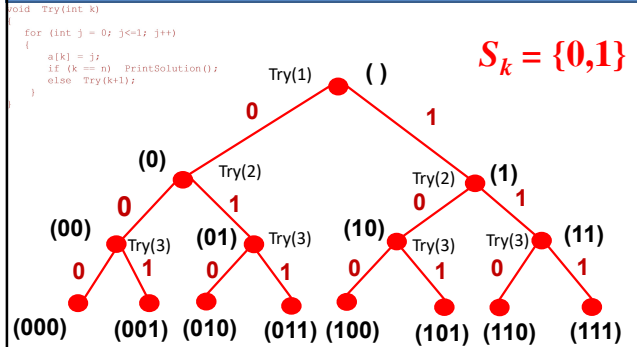 void Try(int k)
{
for (int j = 0; j<=1; j++)
{
a[k] = j;
if (k == n) PrintSolution();
else Try(k+1);
}
}
S_k = {0,1}
Try(1) ( )
0 1
(0) Try(2) Try(2) (1)
0 1 0 1
(00) Try(3) (01) Try(3) (10) Try(3) Try(3) (11)
0 1 0 1 0 1 0 1
(000) (001) (010) (011) (100) (101) (110) (111)